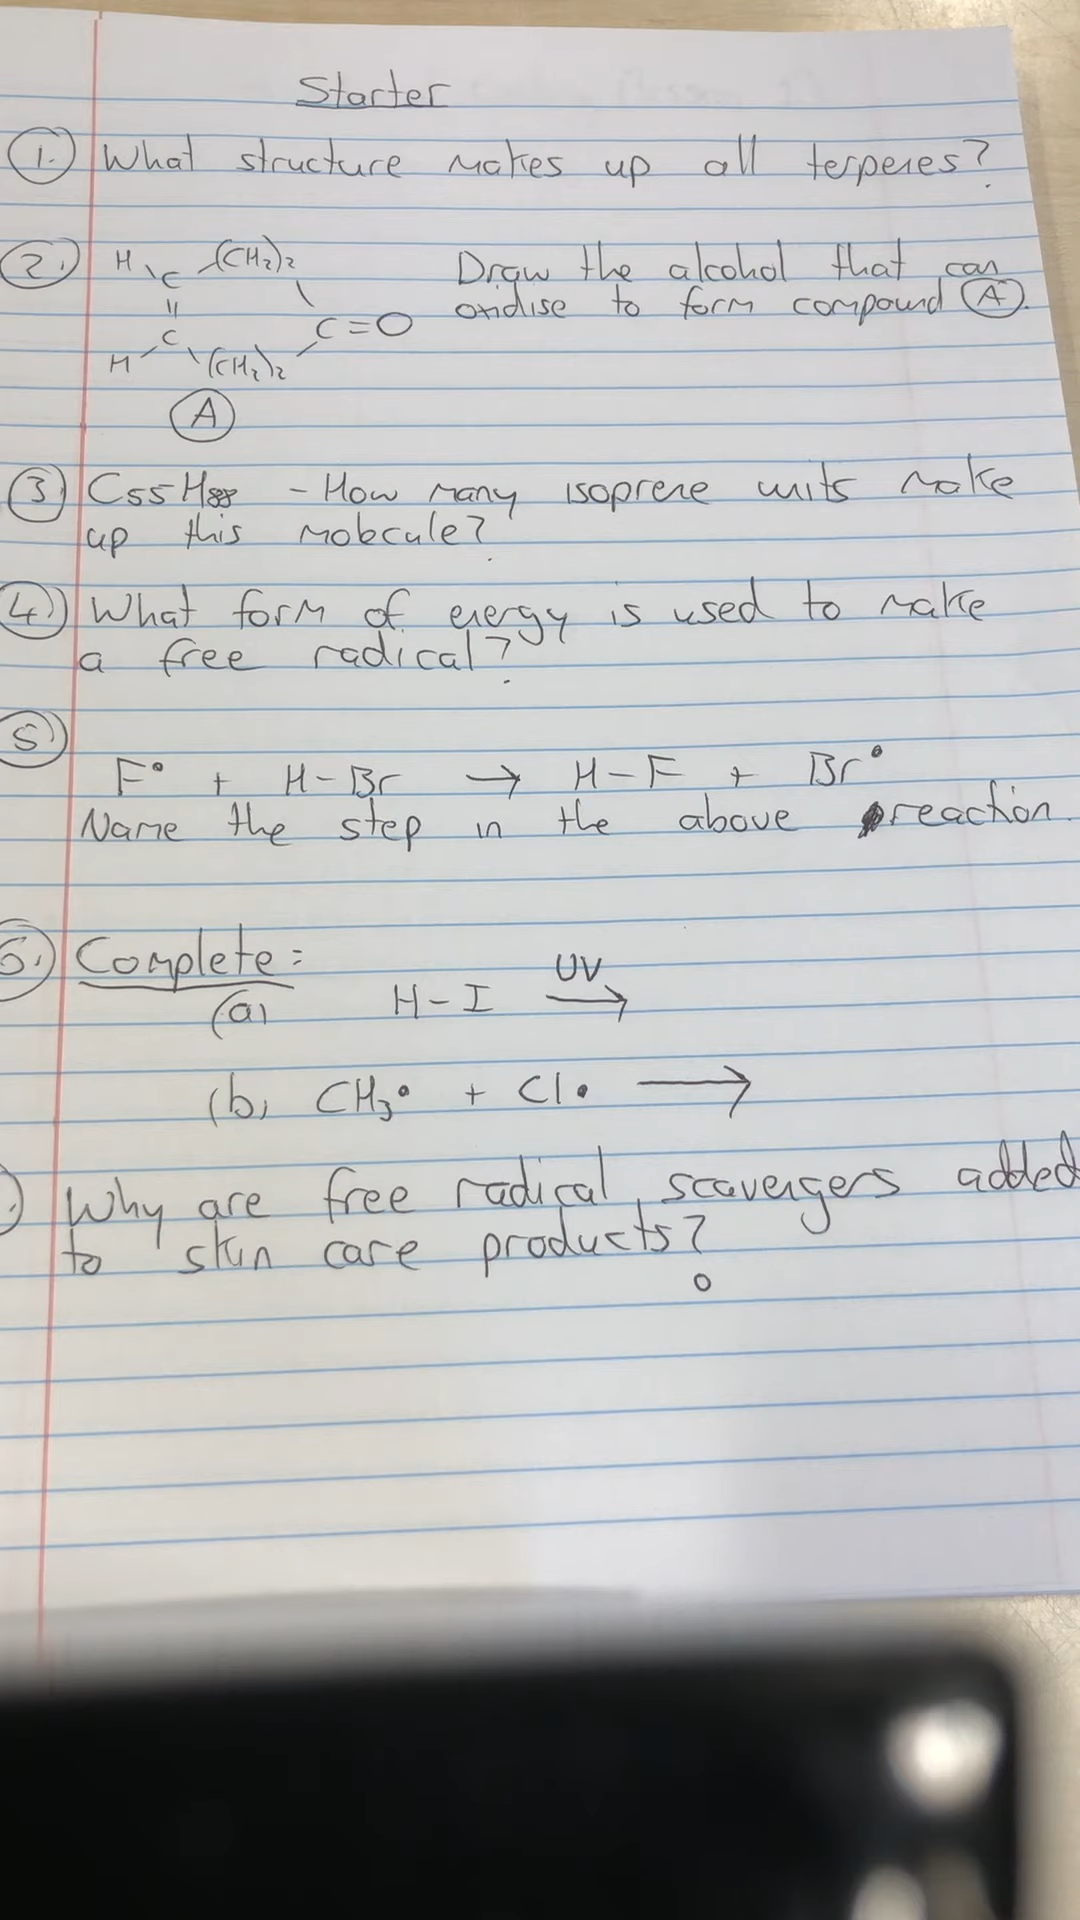 Starter
1. What structure makes up all terpenes?
2. H C (CH₂)₂ Draw the alcohol that can
oxidise to form compound A.
C=O
C
H (CH₂)₂
A
3 C55H88 - How many isoprene units make
up this molecule?
4. What form of energy is used to make
a free radical?
5
F• + H-Br → H-F + Br•
Name the step in the above reaction.
6. Complete:
UV
(a) H-I →
(b) CH₃• + Cl• →
Why are free radical scavengers added
to skin care products?